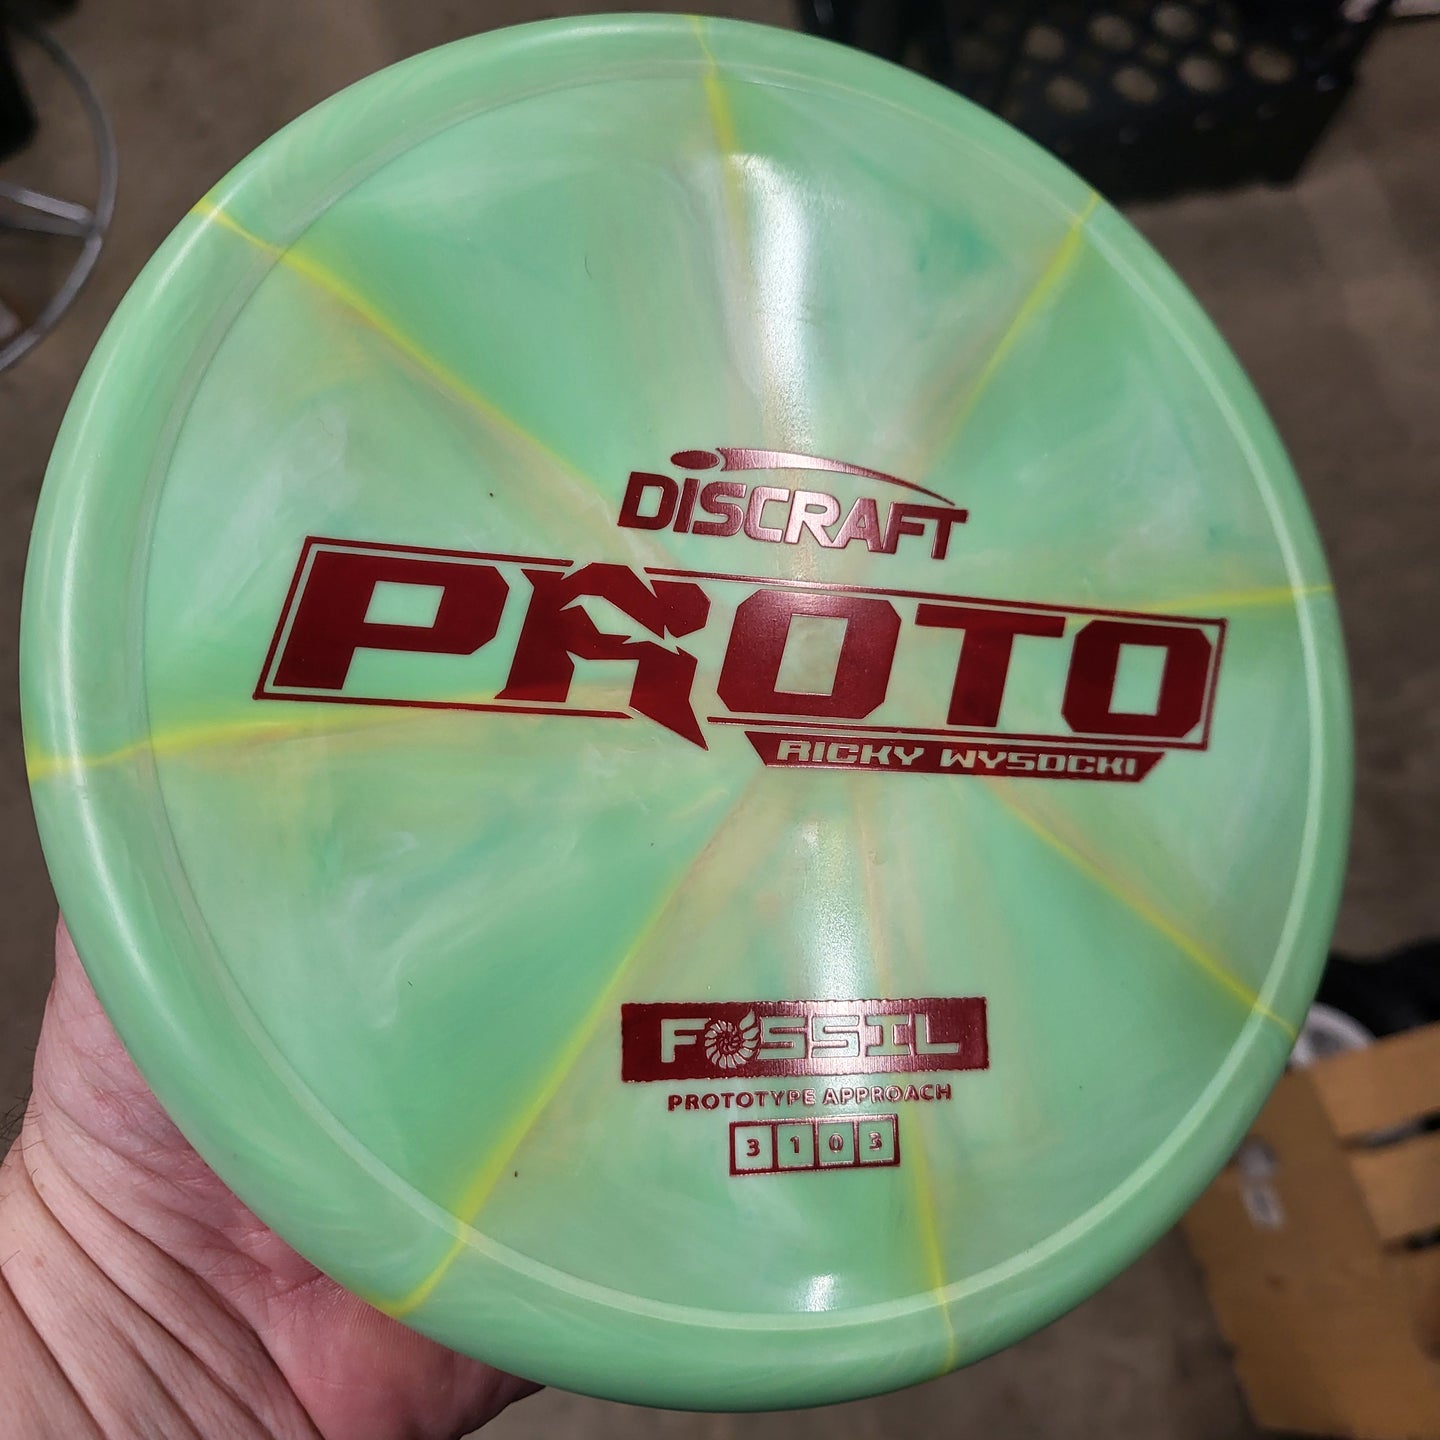 DISCRAFT
PROTO
RICKY WYSOCKI
FOSSIL
PROTOTYPE APPROACH
3 1 0 3